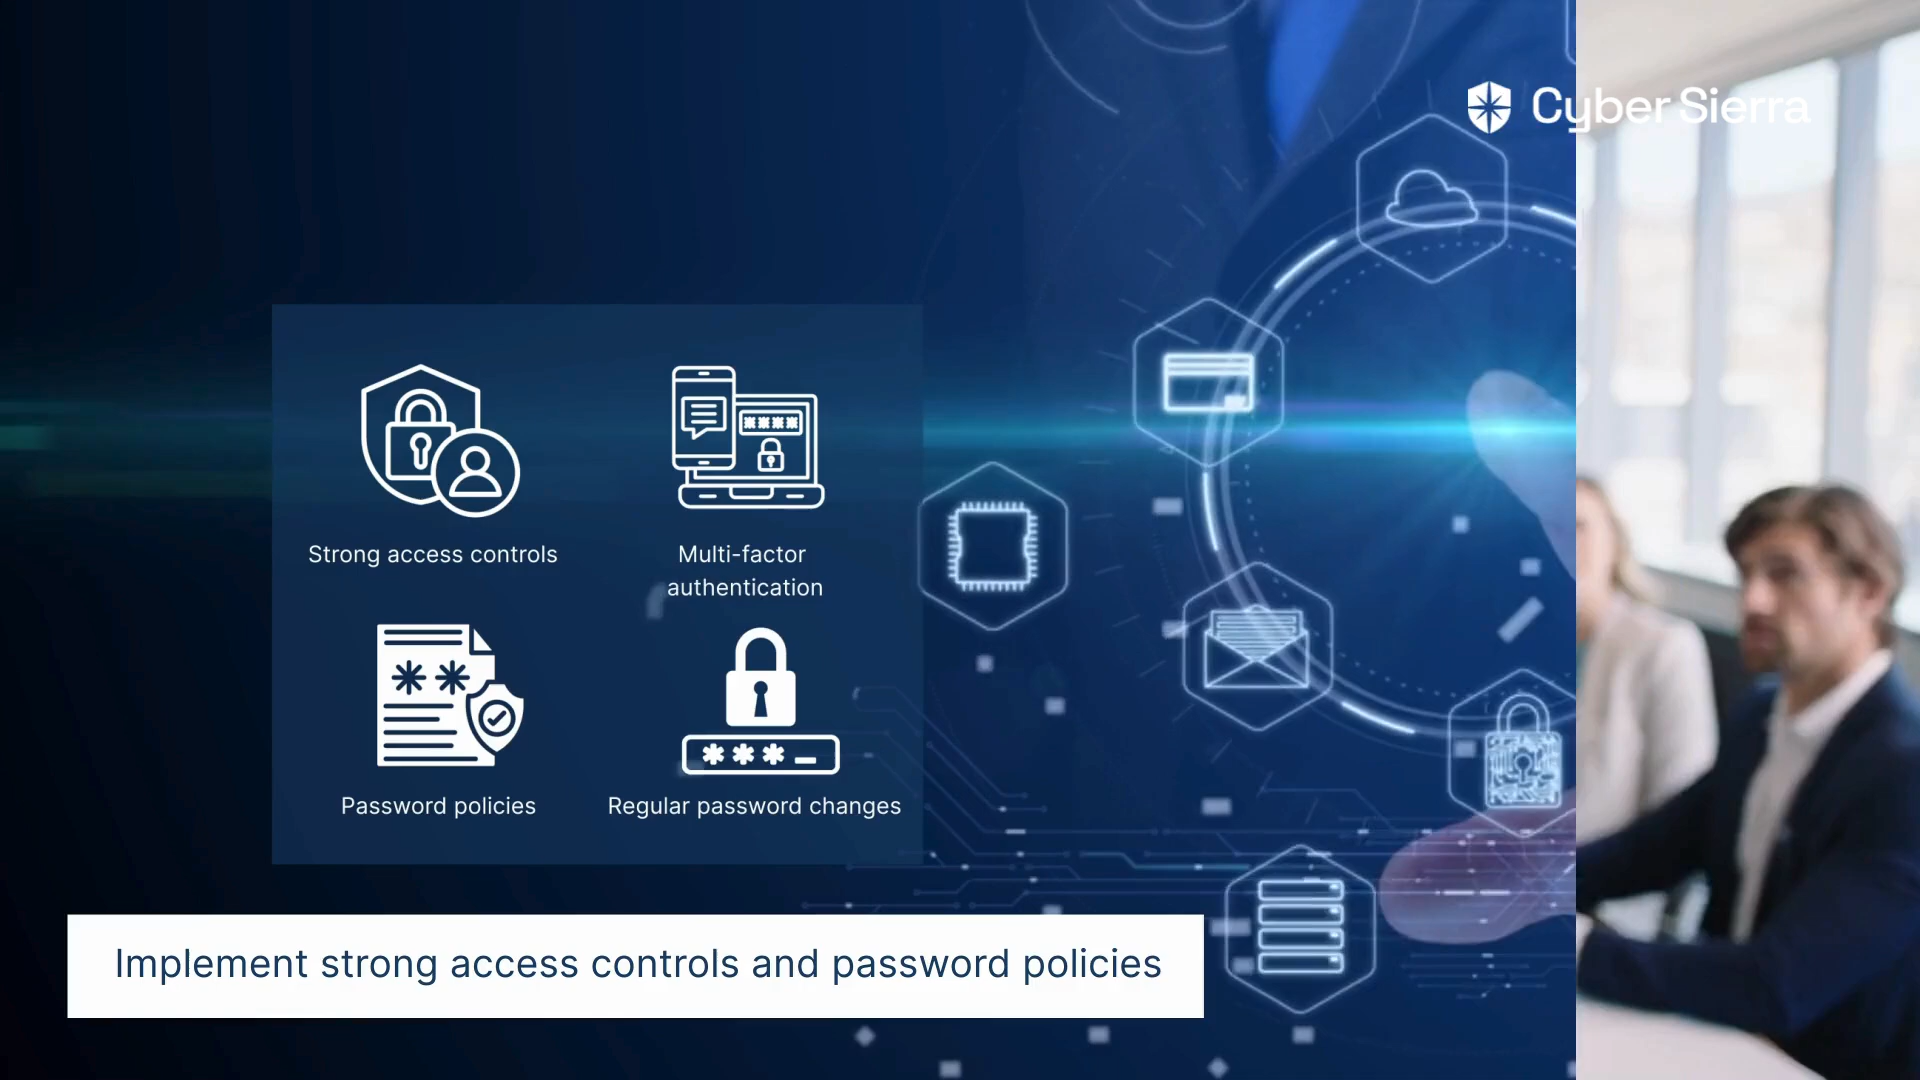 Cyber Sierra
Strong access controls
Multi-factor
authentication
Password policies
Regular password changes
Implement strong access controls and password policies